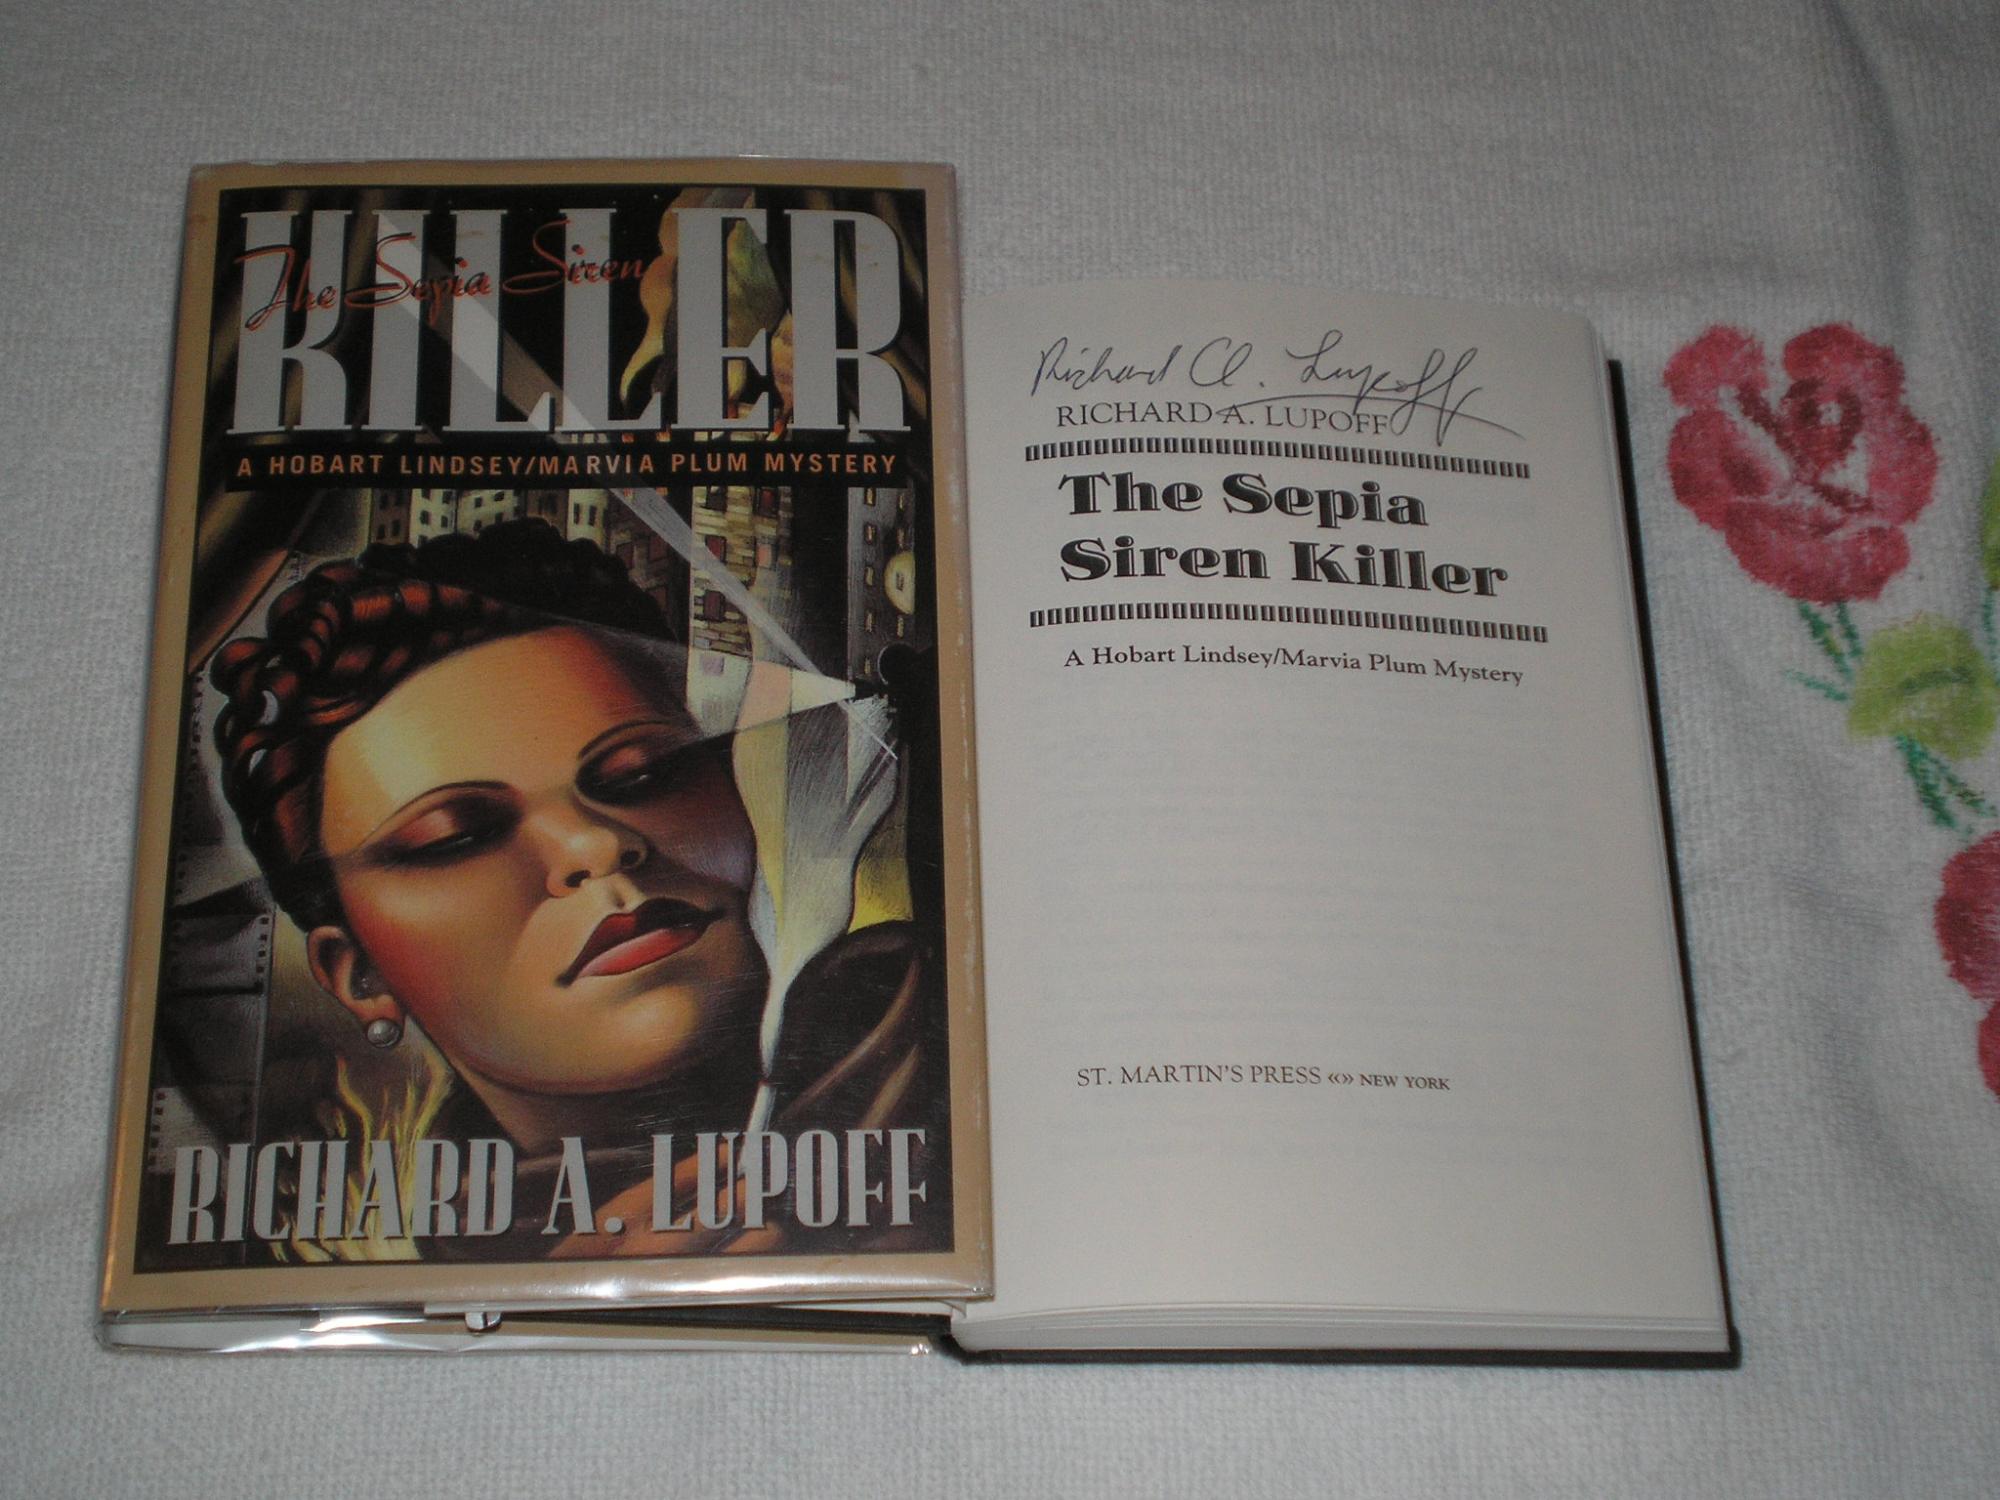 KILLER
The Sepia Siren
A HOBART LINDSEY/MARVIA PLUM MYSTERY
RICHARD A. LUPOFF
Richard A. Lupoff
RICHARD A. LUPOFF
The Sepia
Siren Killer
A Hobart Lindsey/Marvia Plum Mystery
ST. MARTIN'S PRESS «» NEW YORK